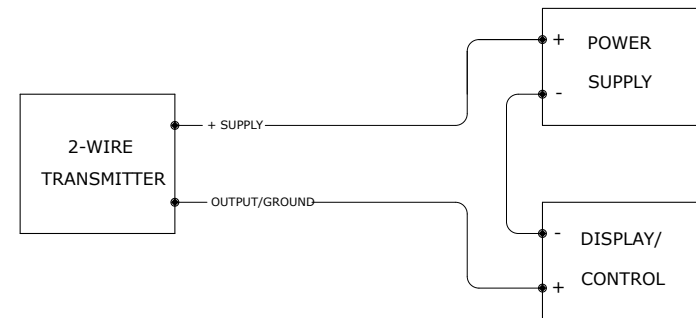 + POWER
SUPPLY
-
+ SUPPLY
2-WIRE
TRANSMITTER
OUTPUT/GROUND
- DISPLAY/
CONTROL
+